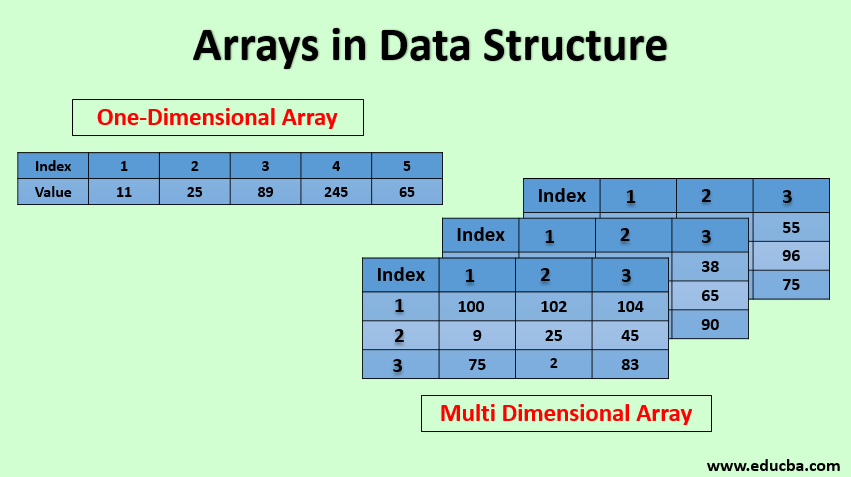 Arrays in Data Structure
One-Dimensional Array
Index 1 2 3 4 5
Value 11 25 89 245 65
Index 1 2 3
55
96
75
Index 1 2 3
38
65
90
Index 1 2 3
1 100 102 104
2 9 25 45
3 75 2 83
Multi Dimensional Array
www.educba.com